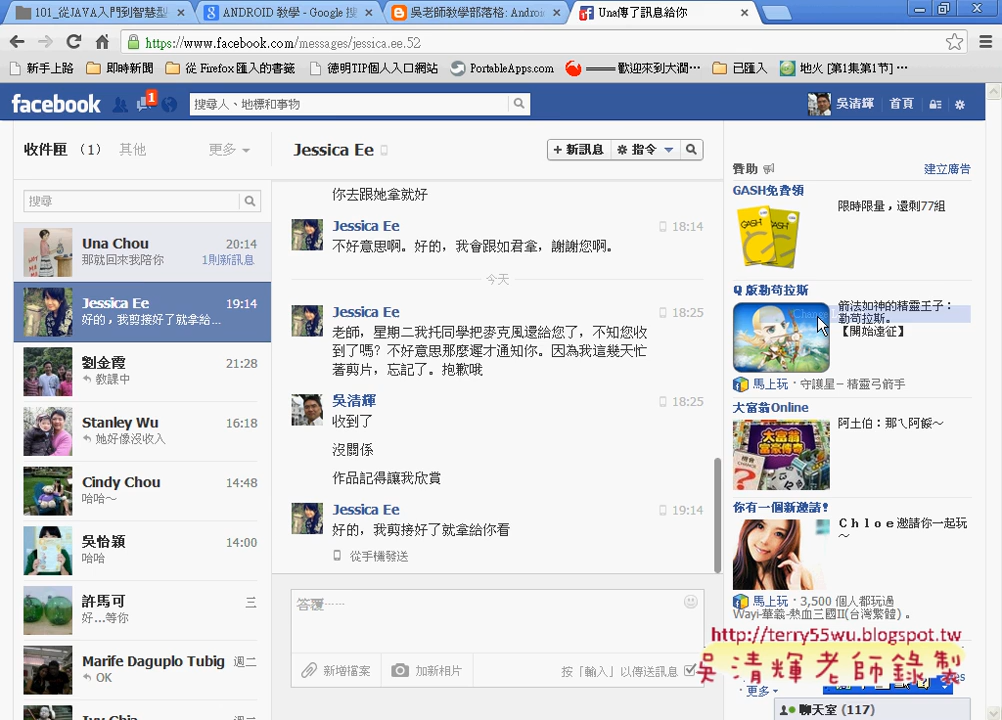 101_從JAVA入門到智慧型
ANDROID 教學 - Google 搜
吳老師教學部落格: Androi
Una傳了訊息給你
https://www.facebook.com/messages/jessica.ee.52
新手上路
即時新聞
從 Firefox 匯入的書籤
德明TIP個人入口網站
PortableApps.com
歡迎來到大澗…
已匯入
地火 [第1集第1节] …
facebook
1
搜尋人、地標和事物
吳清輝
首頁
收件匣 (1)
其他
更多
Jessica Ee
+ 新訊息
指令
搜尋
Una Chou
20:14
那就回來我陪你
1則新訊息
Jessica Ee
19:14
好的，我剪接好了就拿給...
劉金霞
21:28
教課中
Stanley Wu
16:18
她好像沒收入
Cindy Chou
14:48
哈哈~
吳怡穎
14:00
哈哈
許馬可
三
好...等你
Marife Daguplo Tubig
週二
OK
你去跟她拿就好
Jessica Ee
18:14
不好意思啊。好的，我會跟如君拿，謝謝您啊。
今天
Jessica Ee
18:25
老師，星期二我托同學把麥克風還給您了，不知您收
到了嗎? 不好意思那麼遲才通知你。因為我這幾天忙
著剪片，忘記了。抱歉哦
吳清輝
18:25
收到了
沒關係
作品記得讓我欣賞
Jessica Ee
19:14
好的，我剪接好了就拿給你看
從手機發送
答覆......
新增檔案
加新相片
按「輸入」以傳送訊息
贊助
建立廣告
GASH免費領
限時限量，還剩77組
Q 版勒苟拉斯
箭法如神的精靈王子：
勒苟拉斯。
【開始遠征】
馬上玩 · 守護星－精靈弓箭手
大富翁Online
阿土伯：那ㄟ阿餒～
你有一個新邀請!
Chloe邀請你一起玩
～
馬上玩 · 3,500 個人都玩過
Wayi-華義-熱血三國II(台灣繁體) 。
http://terry55wu.blogspot.tw
吳清輝老師錄製
更多
聊天室 (117)